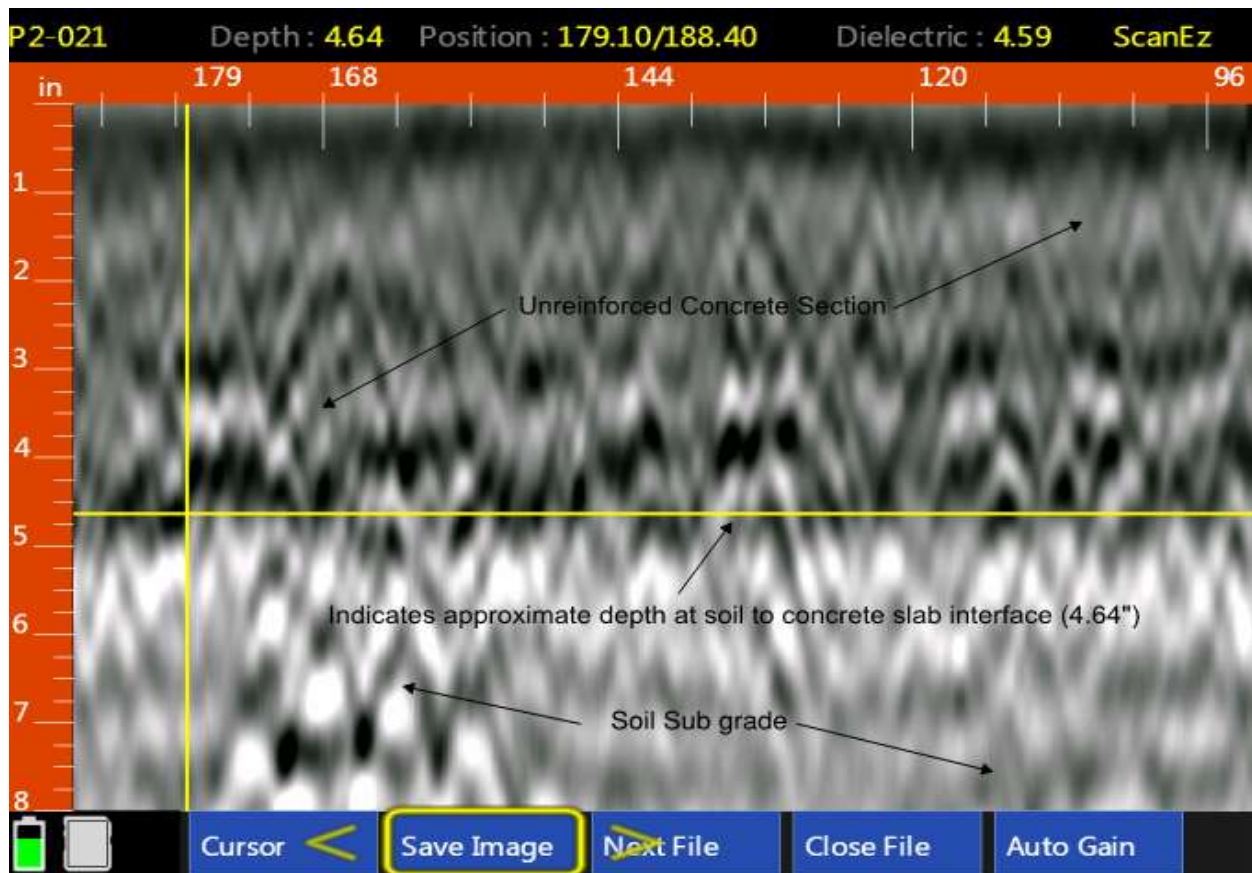 P2-021 Depth : 4.64 Position : 179.10/188.40 Dielectric : 4.59 ScanEz
in 179 168 144 120 96
1
2
Unreinforced Concrete Section
3
4
5
Indicates approximate depth at soil to concrete slab interface (4.64")
6
Soil Sub grade
7
8
Cursor < Save Image > Next File Close File Auto Gain